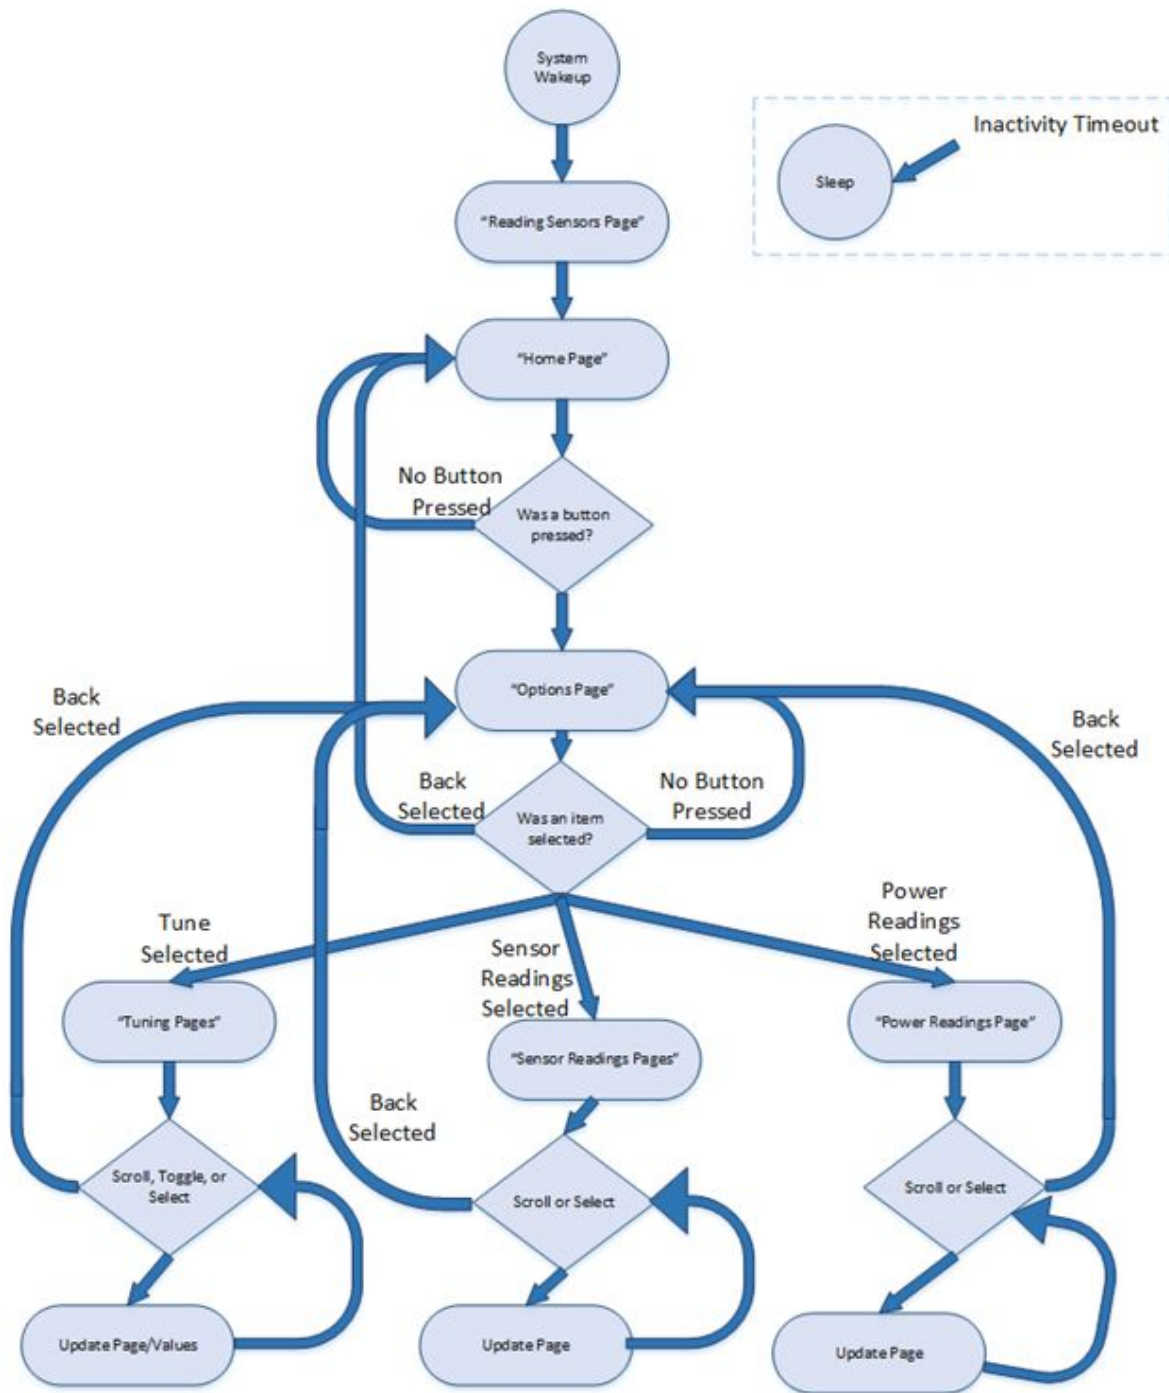 System
Wakeup
Inactivity Timeout
Sleep
“Reading Sensors Page”
“Home Page”
No Button
Pressed
Was a button
pressed?
“Options Page”
Back
Selected
Back
Selected
Back
Selected
No Button
Pressed
Was an item
selected?
Tune
Selected
Sensor
Readings
Selected
Power
Readings
Selected
“Tuning Pages”
“Sensor Readings Pages”
“Power Readings Page”
Back
Selected
Scroll, Toggle, or
Select
Scroll or Select
Scroll or Select
Update Page/Values
Update Page
Update Page